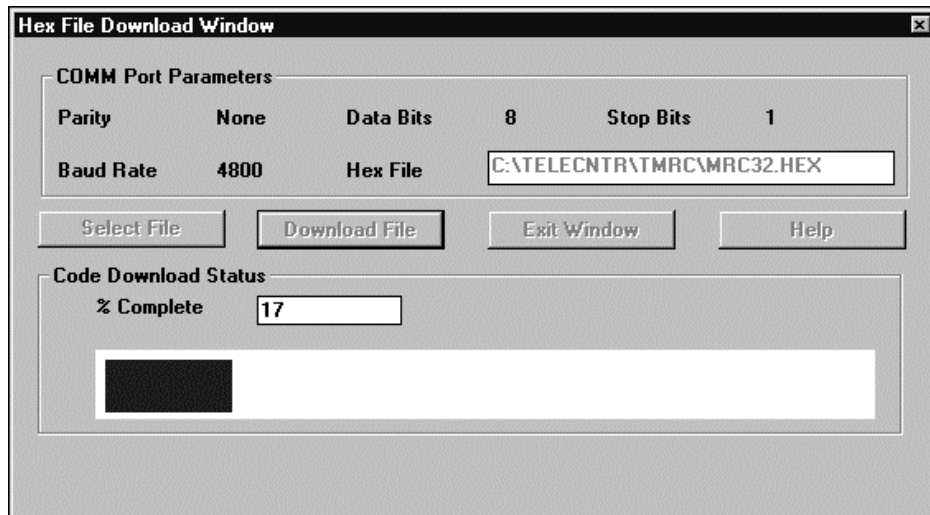 Hex File Download Window
COMM Port Parameters
Parity None Data Bits 8 Stop Bits 1
Baud Rate 4800 Hex File C:\TELECNTR\TMRC\MRC32.HEX
Select File Download File Exit Window Help
Code Download Status
% Complete 17